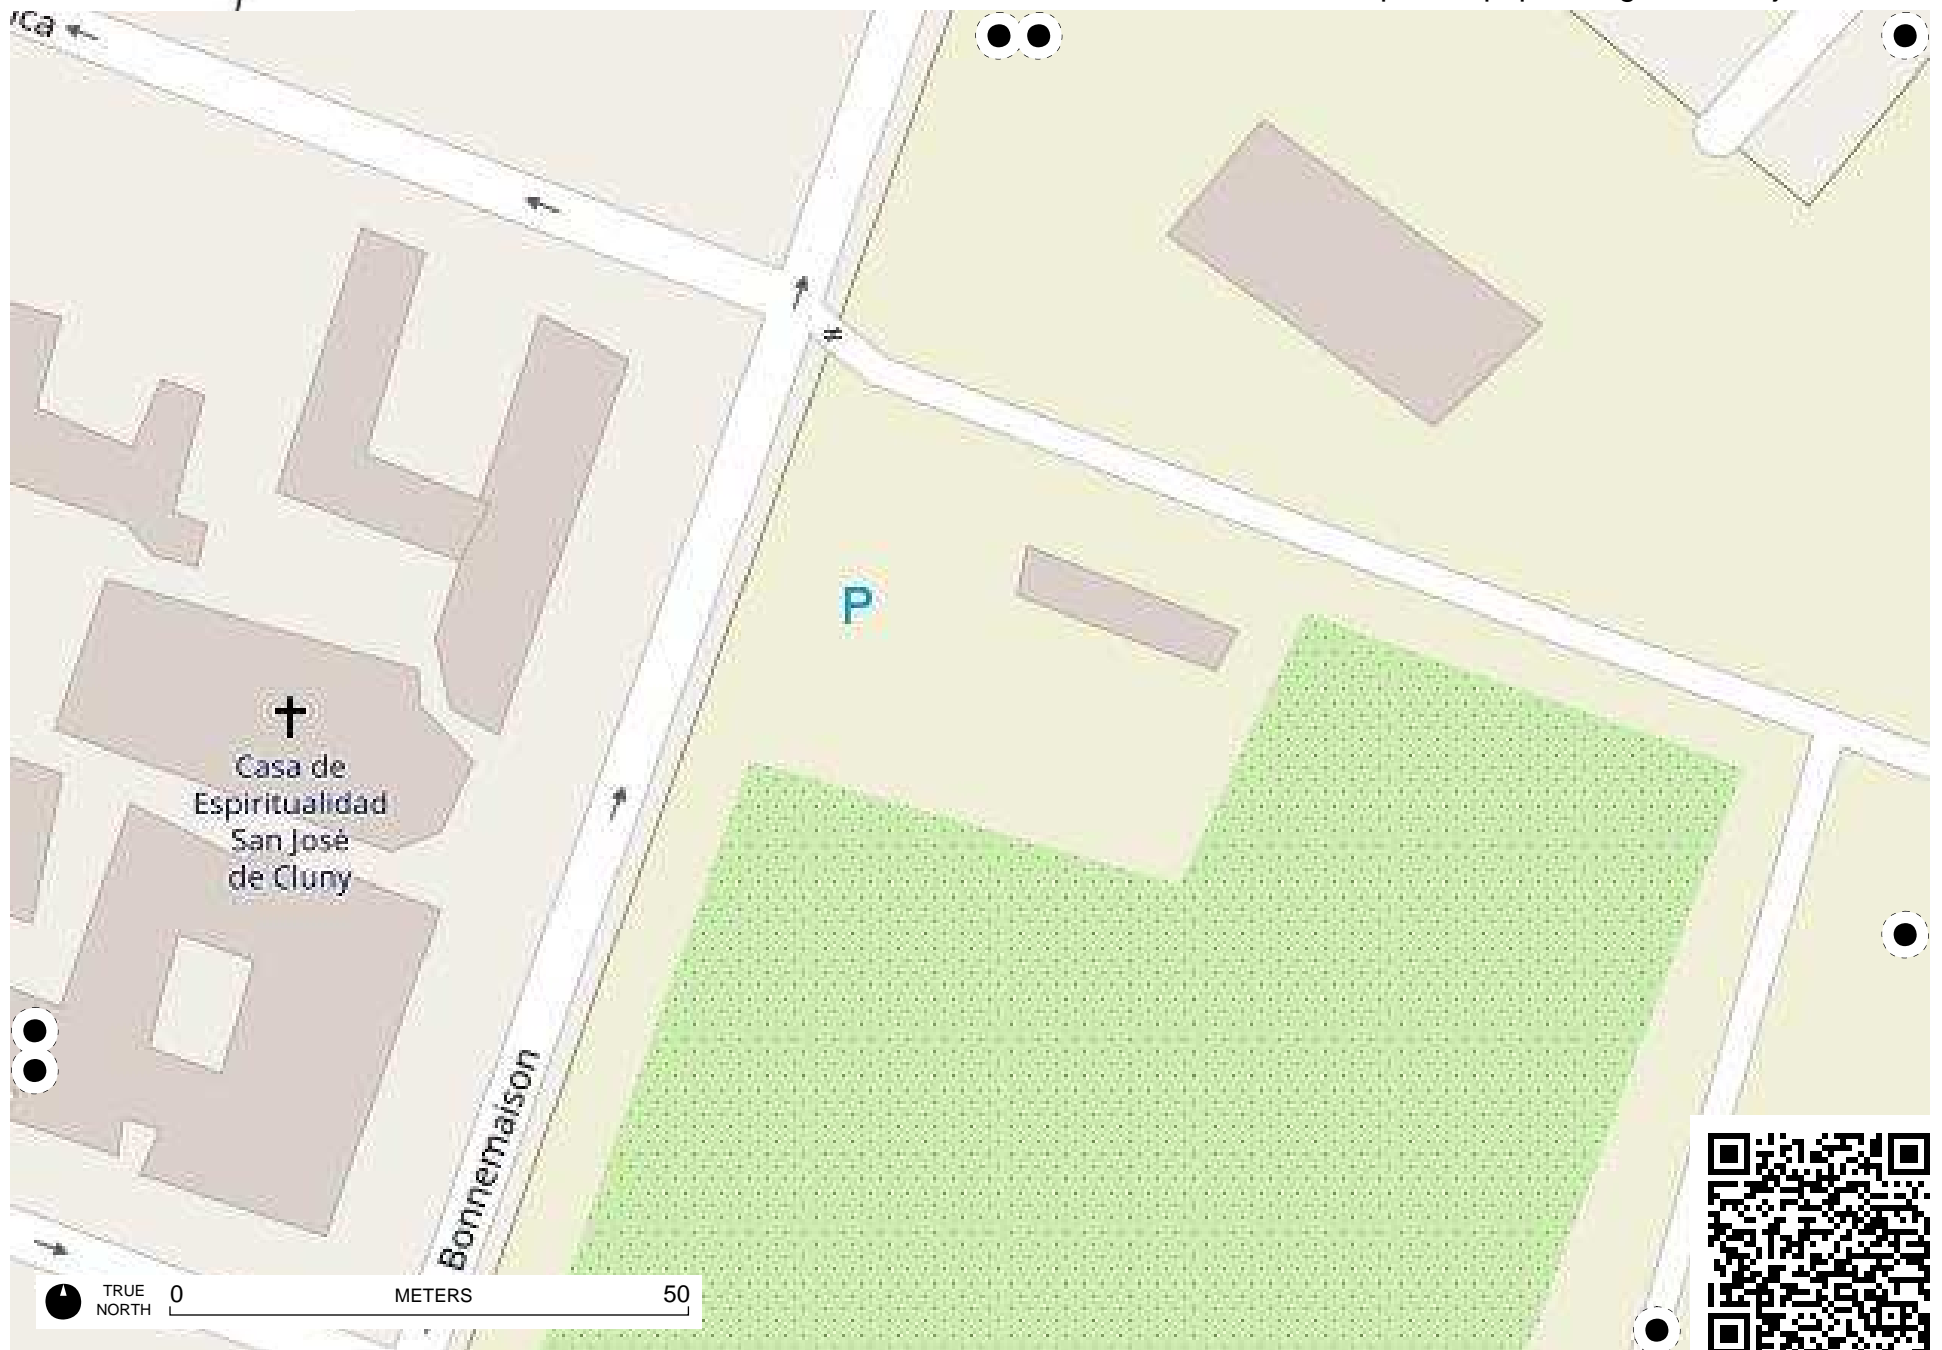 P
Casa de
Espiritualidad
San José
de Cluny
Bonnemaison
TRUE
NORTH
0
METERS
50